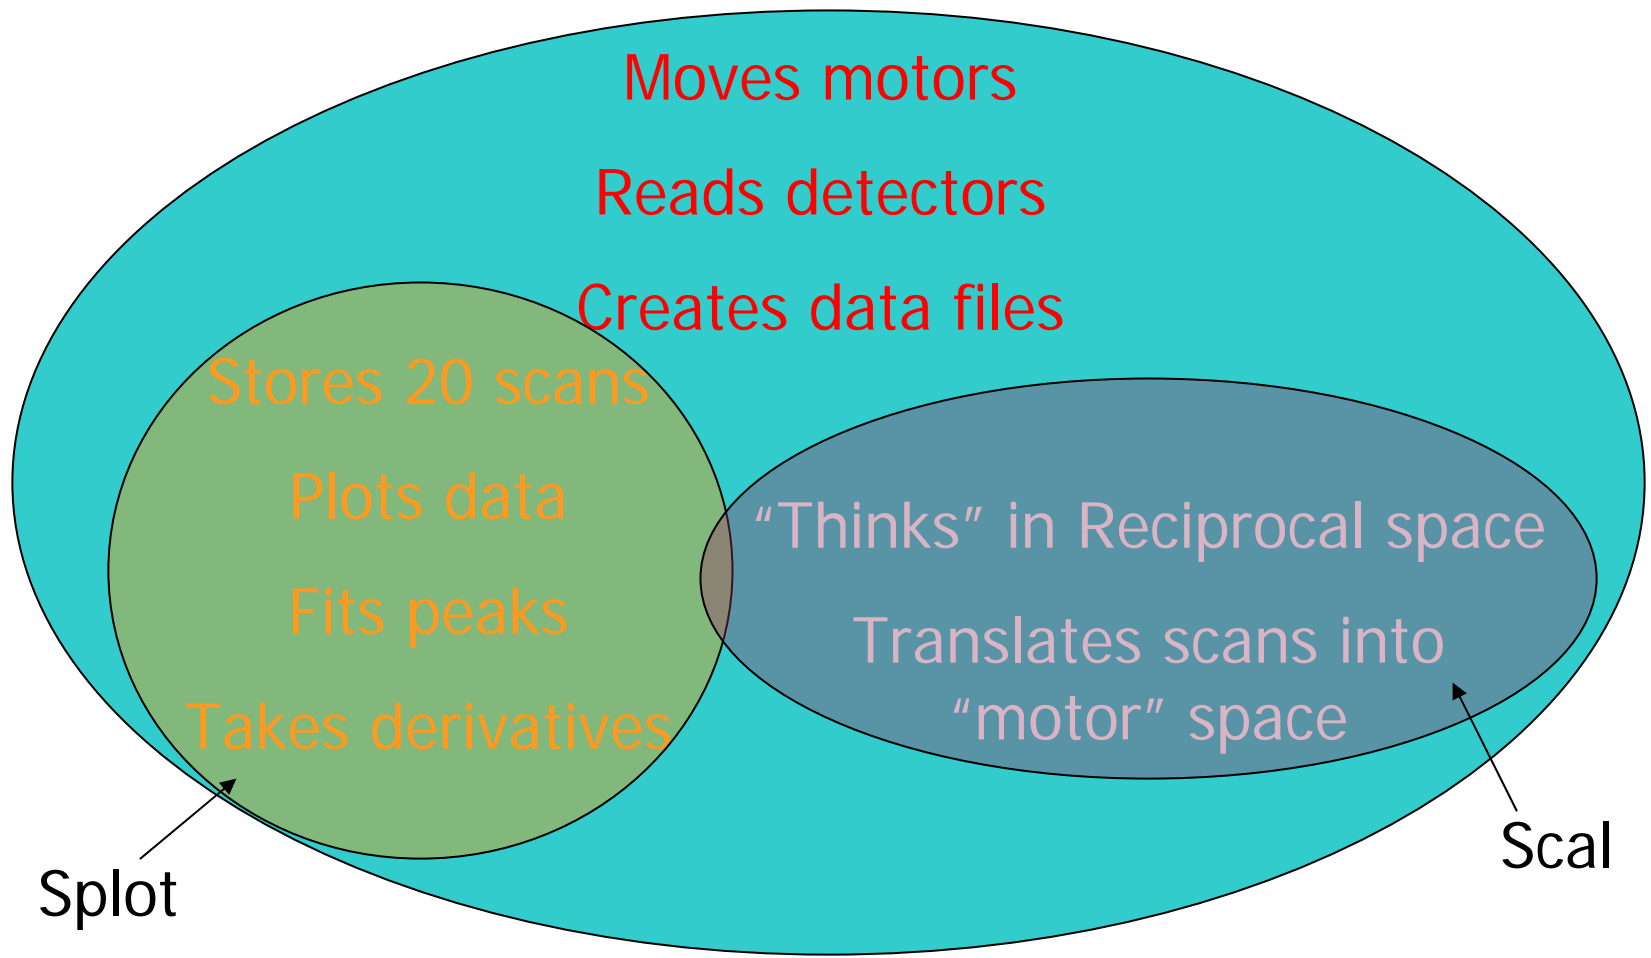 Moves motors
Reads detectors
Creates data files
Stores 20 scans
Plots data
Fits peaks
Takes derivatives
“Thinks” in Reciprocal space
Translates scans into
“motor” space
Splot
Scal